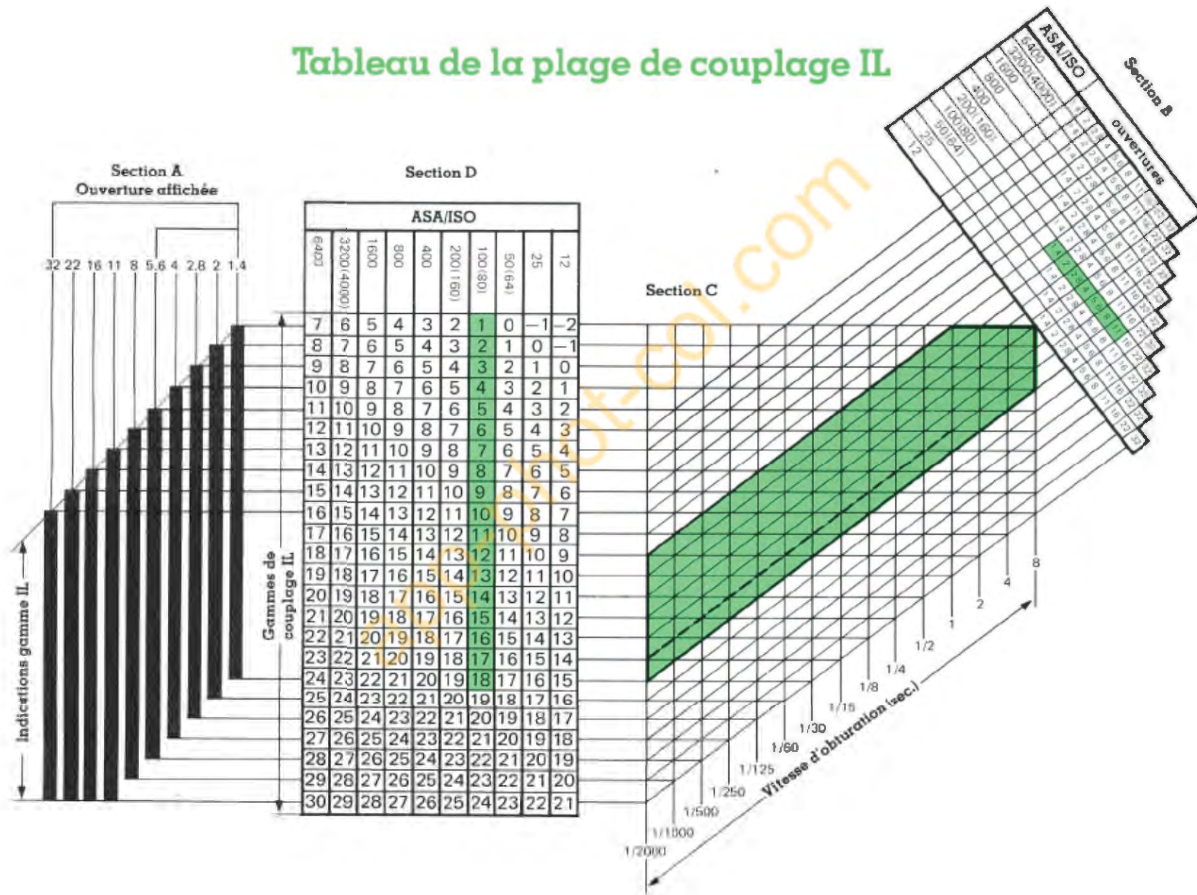 Tableau de la plage de couplage IL
Section A
Ouverture affichée
32 22 16 11 8 5.6 4 2.8 2 1.4
Indications gamme IL
Section D
ASA/ISO
6400 3200(4000) 1600 800 400 200(160) 100(80) 50(64) 25 12
Gammes de couplage IL
7 6 5 4 3 2 1 0 −1 −2
8 7 6 5 4 3 2 1 0 −1
9 8 7 6 5 4 3 2 1 0
10 9 8 7 6 5 4 3 2 1
11 10 9 8 7 6 5 4 3 2
12 11 10 9 8 7 6 5 4 3
13 12 11 10 9 8 7 6 5 4
14 13 12 11 10 9 8 7 6 5
15 14 13 12 11 10 9 8 7 6
16 15 14 13 12 11 10 9 8 7
17 16 15 14 13 12 11 10 9 8
18 17 16 15 14 13 12 11 10 9
19 18 17 16 15 14 13 12 11 10
20 19 18 17 16 15 14 13 12 11
21 20 19 18 17 16 15 14 13 12
22 21 20 19 18 17 16 15 14 13
23 22 21 20 19 18 17 16 15 14
24 23 22 21 20 19 18 17 16 15
25 24 23 22 21 20 19 18 17 16
26 25 24 23 22 21 20 19 18 17
27 26 25 24 23 22 21 20 19 18
28 27 26 25 24 23 22 21 20 19
29 28 27 26 25 24 23 22 21 20
30 29 28 27 26 25 24 23 22 21
Section C
1/2000 1/1000 1/500 1/250 1/125 1/60 1/30 1/15 1/8 1/4 1/2 1 2 4 8
Vitesse d'obturation (sec.)
Section B
ASA/ISO
ouvertures
6400
3200(4000)
1600
800
400
200(160)
100(80)
50(64)
25
12
1.4 2 2.8 4 5.6 8 11 16 22 32
app-phot-col.com